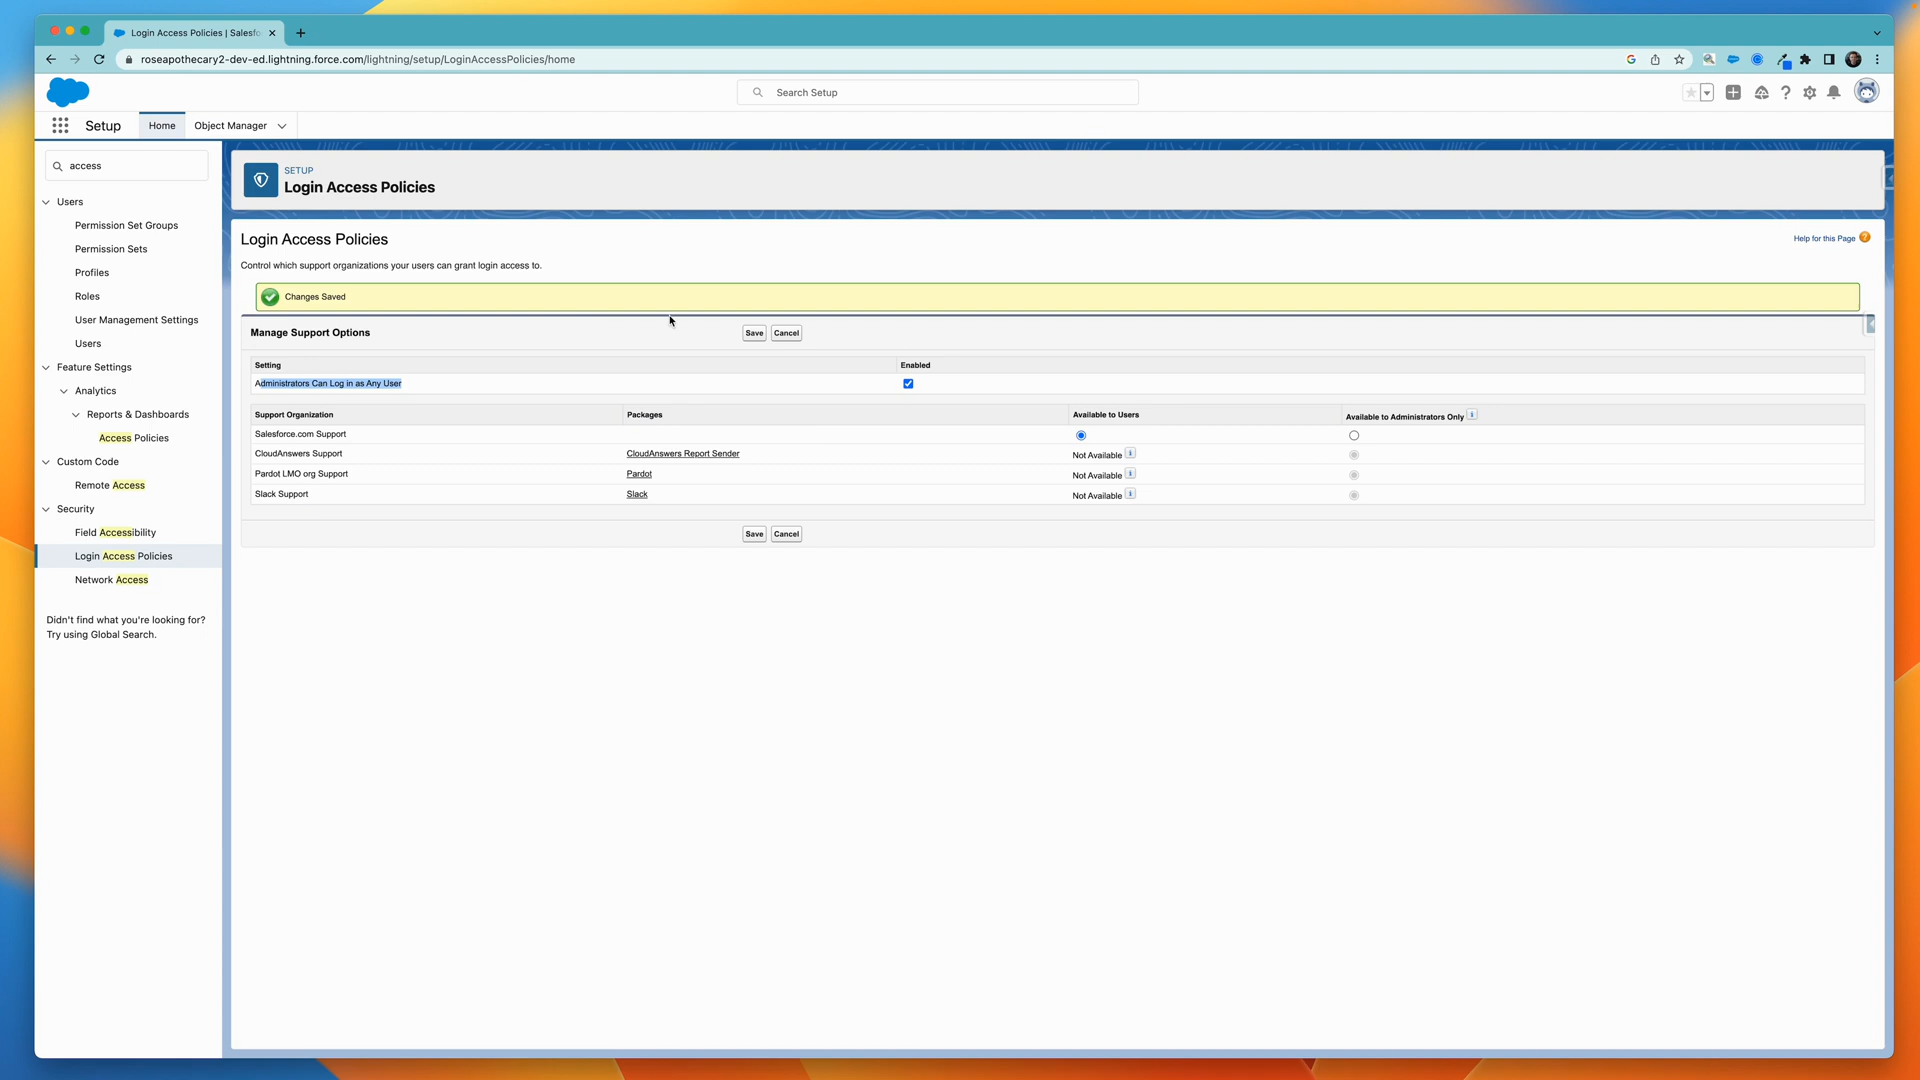 Login Access Policies | Salesfo
roseapothecary2-dev-ed.lightning.force.com/lightning/setup/LoginAccessPolicies/home
Search Setup
Setup
Home
Object Manager
access
Users
Permission Set Groups
Permission Sets
Profiles
Roles
User Management Settings
Users
Feature Settings
Analytics
Reports & Dashboards
Access Policies
Custom Code
Remote Access
Security
Field Accessibility
Login Access Policies
Network Access
Didn't find what you're looking for?
Try using Global Search.
SETUP
Login Access Policies
Login Access Policies
Help for this Page
Control which support organizations your users can grant login access to.
Changes Saved
Manage Support Options
Save Cancel
Setting Enabled
Administrators Can Log in as Any User
Support Organization Packages Available to Users Available to Administrators Only
Salesforce.com Support
CloudAnswers Support CloudAnswers Report Sender Not Available
Pardot LMO org Support Pardot Not Available
Slack Support Slack Not Available
Save Cancel